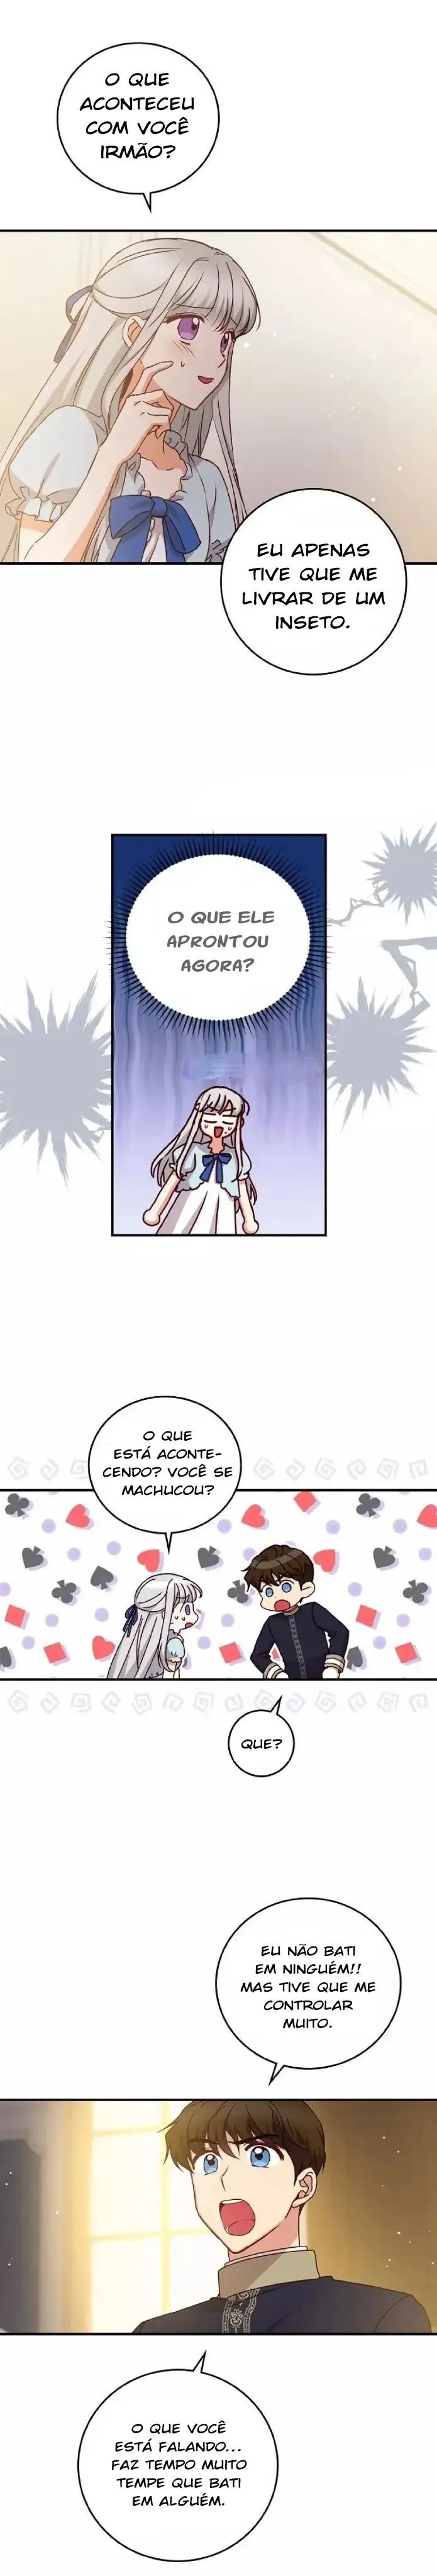 O QUE
ACONTECEU
COM VOCÊ
IRMÃO?
EU APENAS
TIVE QUE ME
LIVRAR DE UM
INSETO.
O QUE ELE
APRONTOU
AGORA?
O QUE
ESTÁ ACONTE-
CENDO? VOCÊ SE
MACHUCOU?
QUE?
EU NÃO BATI
EM NINGUÉM!!
MAS TIVE QUE ME
CONTROLAR
MUITO.
O QUE VOCÊ
ESTÁ FALANDO...
FAZ TEMPO MUITO
TEMPE QUE BATI
EM ALGUÉM.